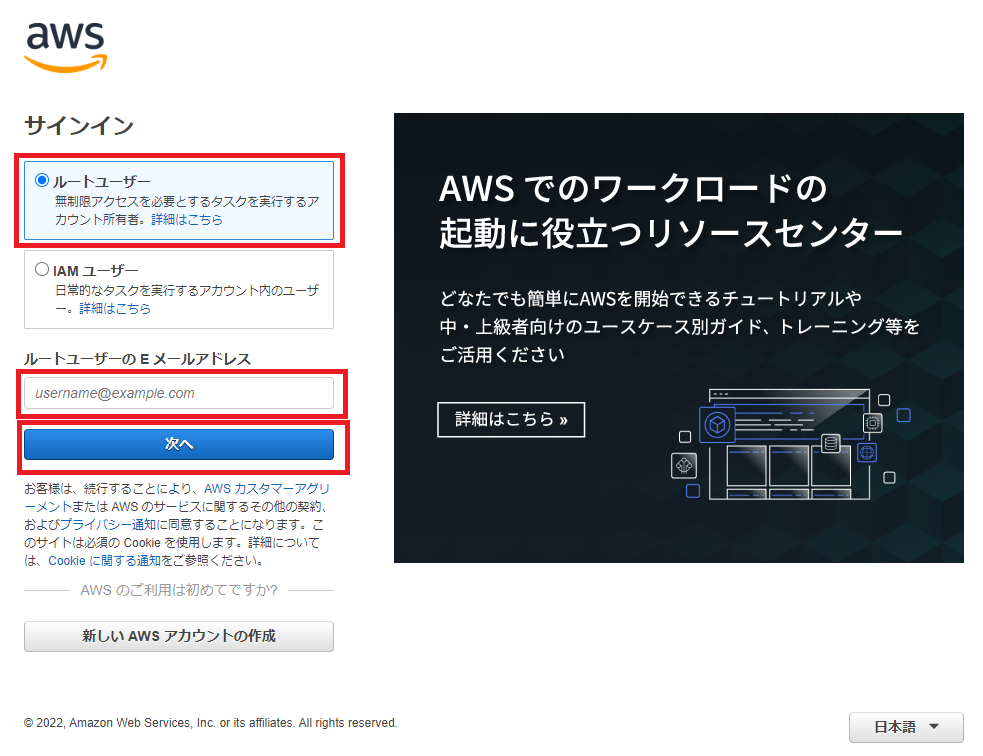 aws
サインイン
ルートユーザー
無制限アクセスを必要とするタスクを実行するア
カウント所有者。詳細はこちら
IAM ユーザー
日常的なタスクを実行するアカウント内のユーザ
ー。詳細はこちら
ルートユーザーの E メールアドレス
username@example.com
次へ
お客様は、続行することにより、AWS カスタマーアグリ
ーメントまたは AWS のサービスに関するその他の契約、
およびプライバシー通知に同意することになります。こ
のサイトは必須の Cookie を使用します。詳細について
は、Cookie に関する通知をご参照ください。
AWS のご利用は初めてですか?
新しい AWS アカウントの作成
AWS でのワークロードの
起動に役立つリソースセンター
どなたでも簡単にAWSを開始できるチュートリアルや
中・上級者向けのユースケース別ガイド、トレーニング等を
ご活用ください
詳細はこちら »
© 2022, Amazon Web Services, Inc. or its affiliates. All rights reserved.
日本語